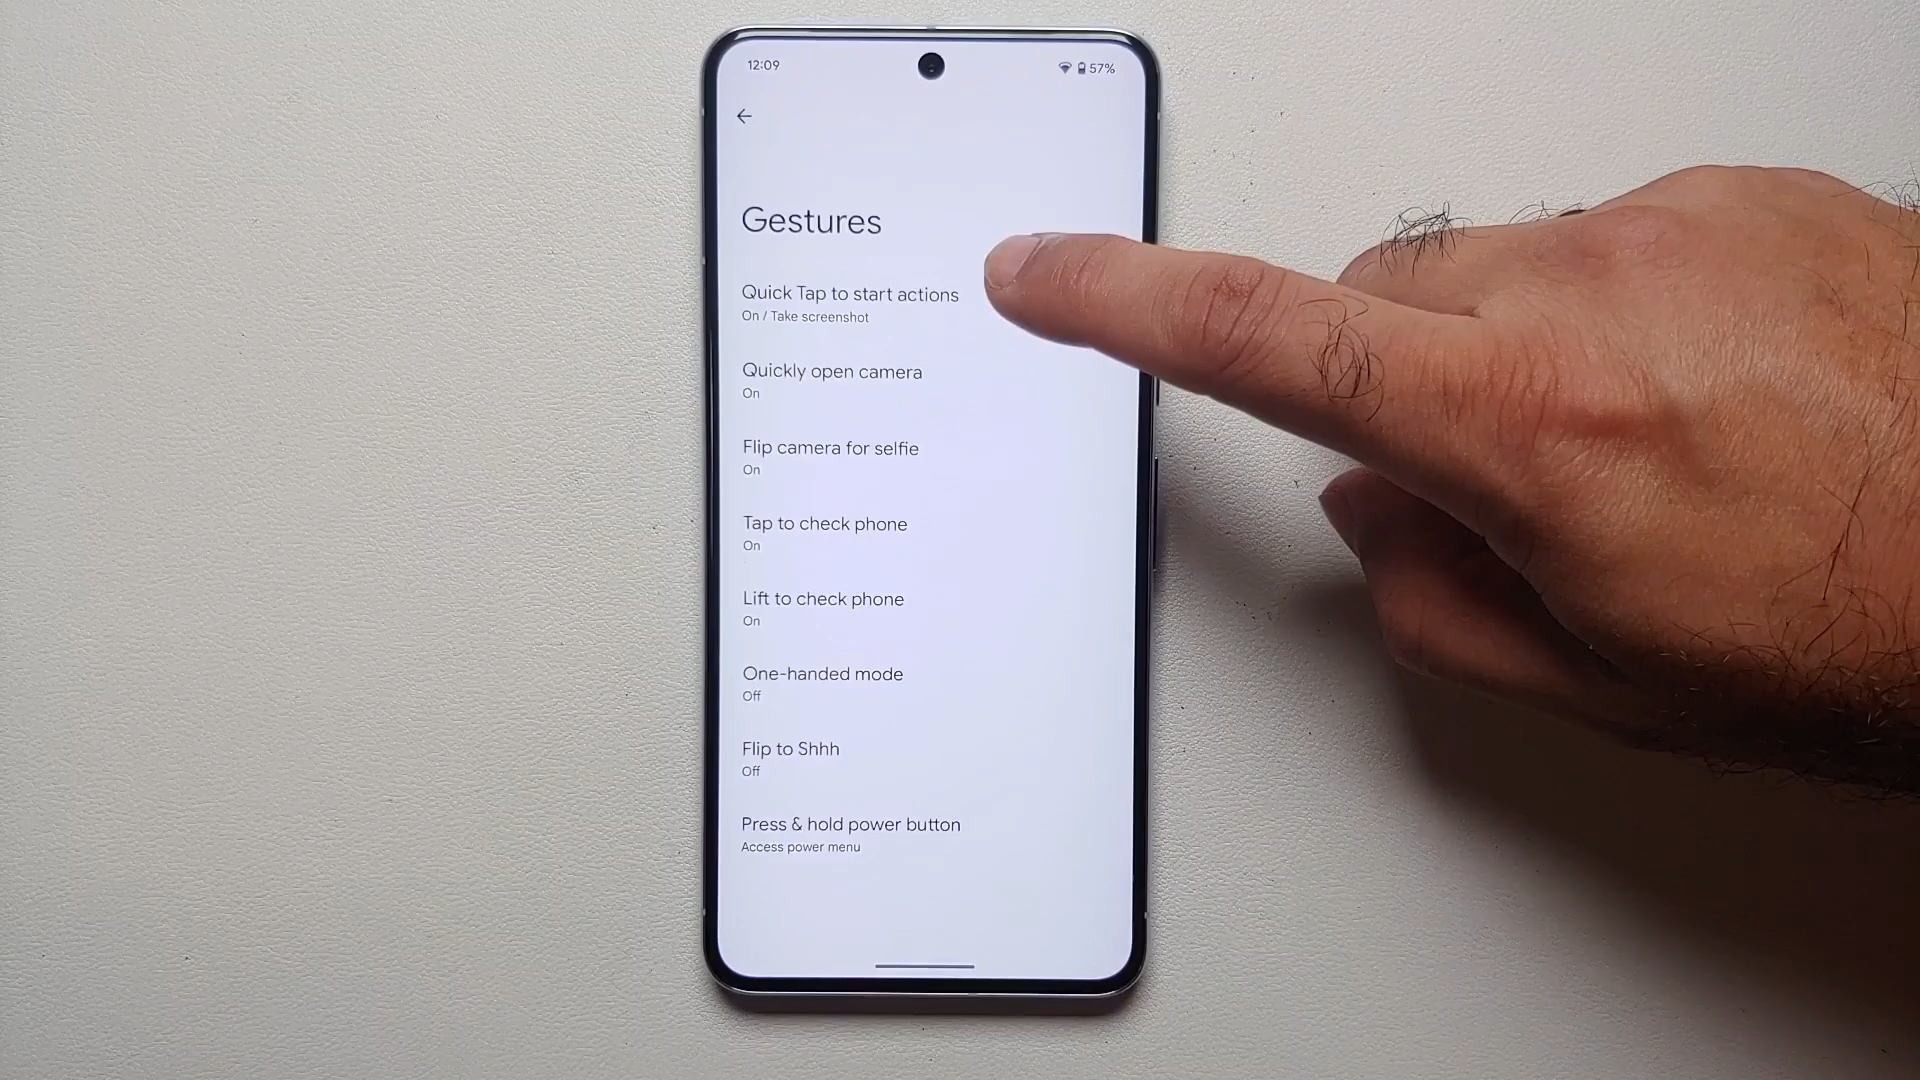 12:09
57%
Gestures
Quick Tap to start actions
On / Take screenshot
Quickly open camera
On
Flip camera for selfie
On
Tap to check phone
On
Lift to check phone
On
One-handed mode
Off
Flip to Shhh
Off
Press & hold power button
Access power menu